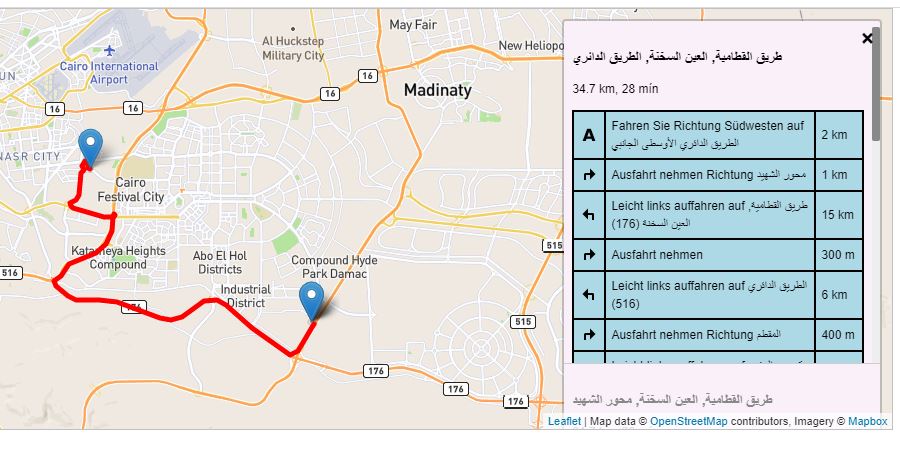 May Fair
Al Huckstep
Military City
New Heliopo
Cairo International
Airport
16
16
16
16
Madinaty
NASR CITY
Cairo
Festival City
Katameya Heights
Compound
Abo El Hol
Districts
Compound Hyde
Park Damac
Industrial
District
516
176
515
515
176
176
176
×
طريق القطامية, العين السخنة, الطريق الدائري
34.7 km, 28 mín
Fahren Sie Richtung Südwesten auf
الطريق الدائري الأوسطى الجانبي
2 km
Ausfahrt nehmen Richtung محور الشهيد
1 km
Leicht links auffahren auf طريق القطامية,
العين السخنة (176)
15 km
Ausfahrt nehmen
300 m
Leicht links auffahren auf الطريق الدائري
(516)
6 km
Ausfahrt nehmen Richtung المقطم
400 m
طريق القطامية, العين السخنة, محور الشهيد
Leaflet | Map data © OpenStreetMap contributors, Imagery © Mapbox